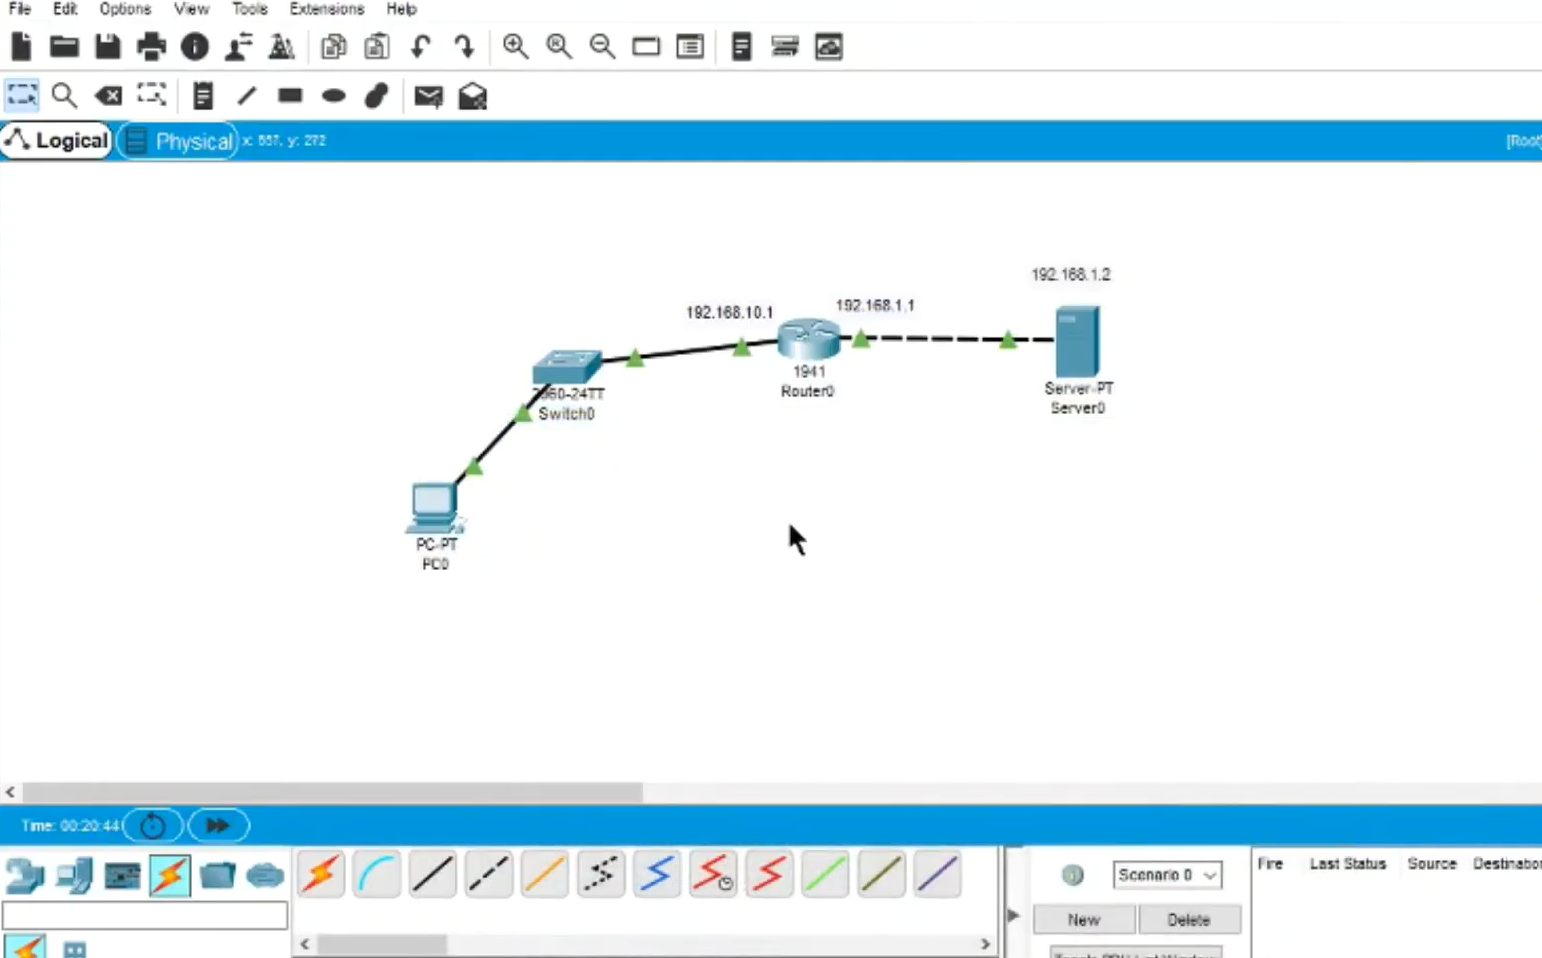 File Edit Options View Tools Extensions Help
Logical Physical x: 557, y: 272 [Root]
192.168.1.2
192.168.10.1 192.168.1.1
1941
Router0
2960-24TT
Switch0
Server-PT
Server0
PC-PT
PC0
Time: 00:20:44
Scenario 0
Fire Last Status Source Destination
New Delete